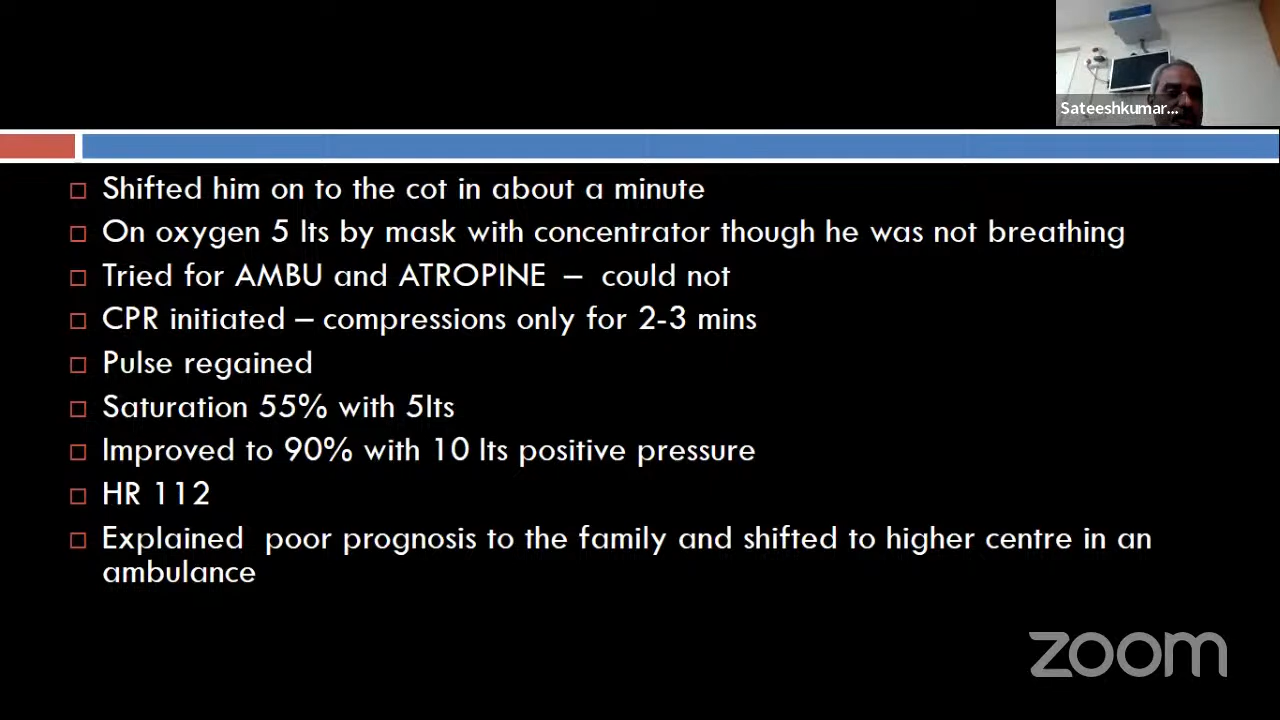 Sateeshkumar...
Shifted him on to the cot in about a minute
On oxygen 5 lts by mask with concentrator though he was not breathing
Tried for AMBU and ATROPINE – could not
CPR initiated – compressions only for 2-3 mins
Pulse regained
Saturation 55% with 5lts
Improved to 90% with 10 lts positive pressure
HR 112
Explained poor prognosis to the family and shifted to higher centre in an
ambulance
zoom